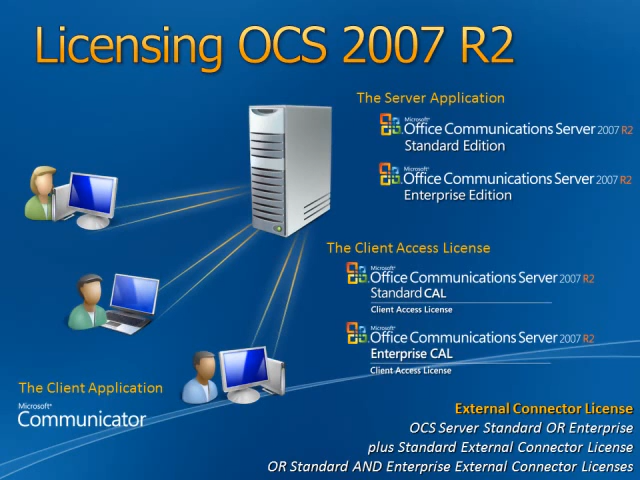 Licensing OCS 2007 R2
The Server Application
Microsoft®
Office Communications Server 2007 R2
Standard Edition
Microsoft®
Office Communications Server 2007 R2
Enterprise Edition
The Client Access License
Microsoft®
Office Communications Server 2007 R2
Standard CAL
Client Access License
Microsoft®
Office Communications Server 2007 R2
Enterprise CAL
Client Access License
The Client Application
Microsoft®
Communicator
External Connector License
OCS Server Standard OR Enterprise
plus Standard External Connector License
OR Standard AND Enterprise External Connector Licenses